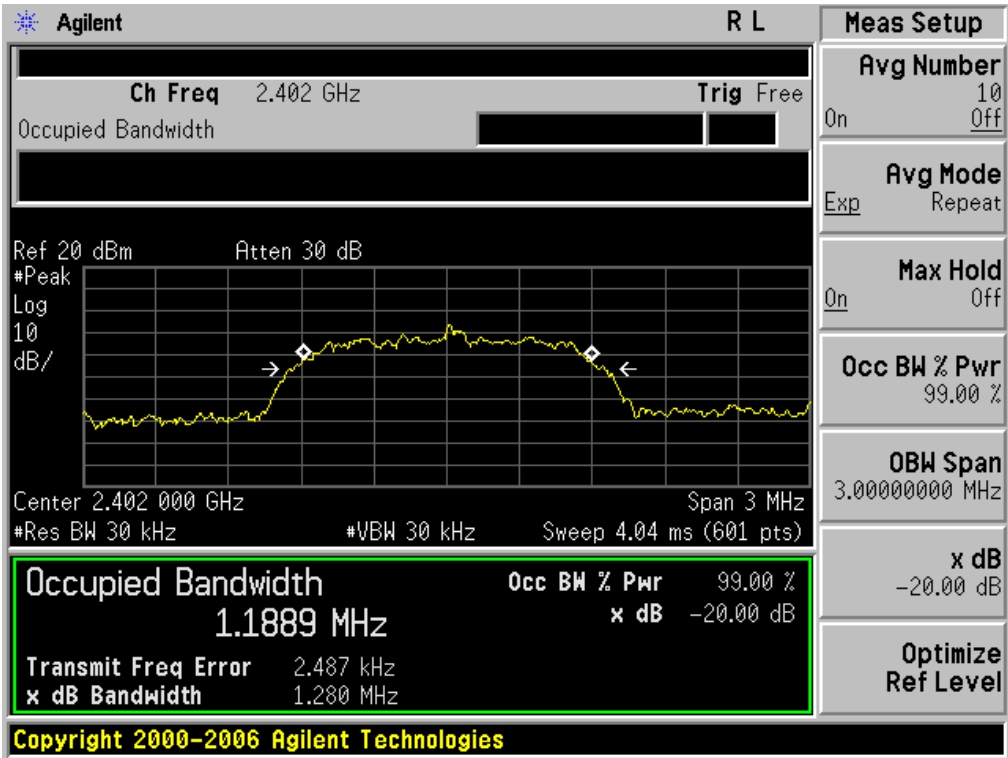 Agilent R L
Ch Freq 2.402 GHz Trig Free
Occupied Bandwidth
Ref 20 dBm Atten 30 dB
#Peak
Log
10
dB/
Center 2.402 000 GHz Span 3 MHz
#Res BW 30 kHz #VBW 30 kHz Sweep 4.04 ms (601 pts)
Occupied Bandwidth Occ BW % Pwr 99.00 %
1.1889 MHz x dB -20.00 dB
Transmit Freq Error 2.487 kHz
x dB Bandwidth 1.280 MHz
Copyright 2000-2006 Agilent Technologies
Meas Setup
Avg Number
10
On Off
Avg Mode
Exp Repeat
Max Hold
On Off
Occ BW % Pwr
99.00 %
OBW Span
3.00000000 MHz
x dB
-20.00 dB
Optimize
Ref Level